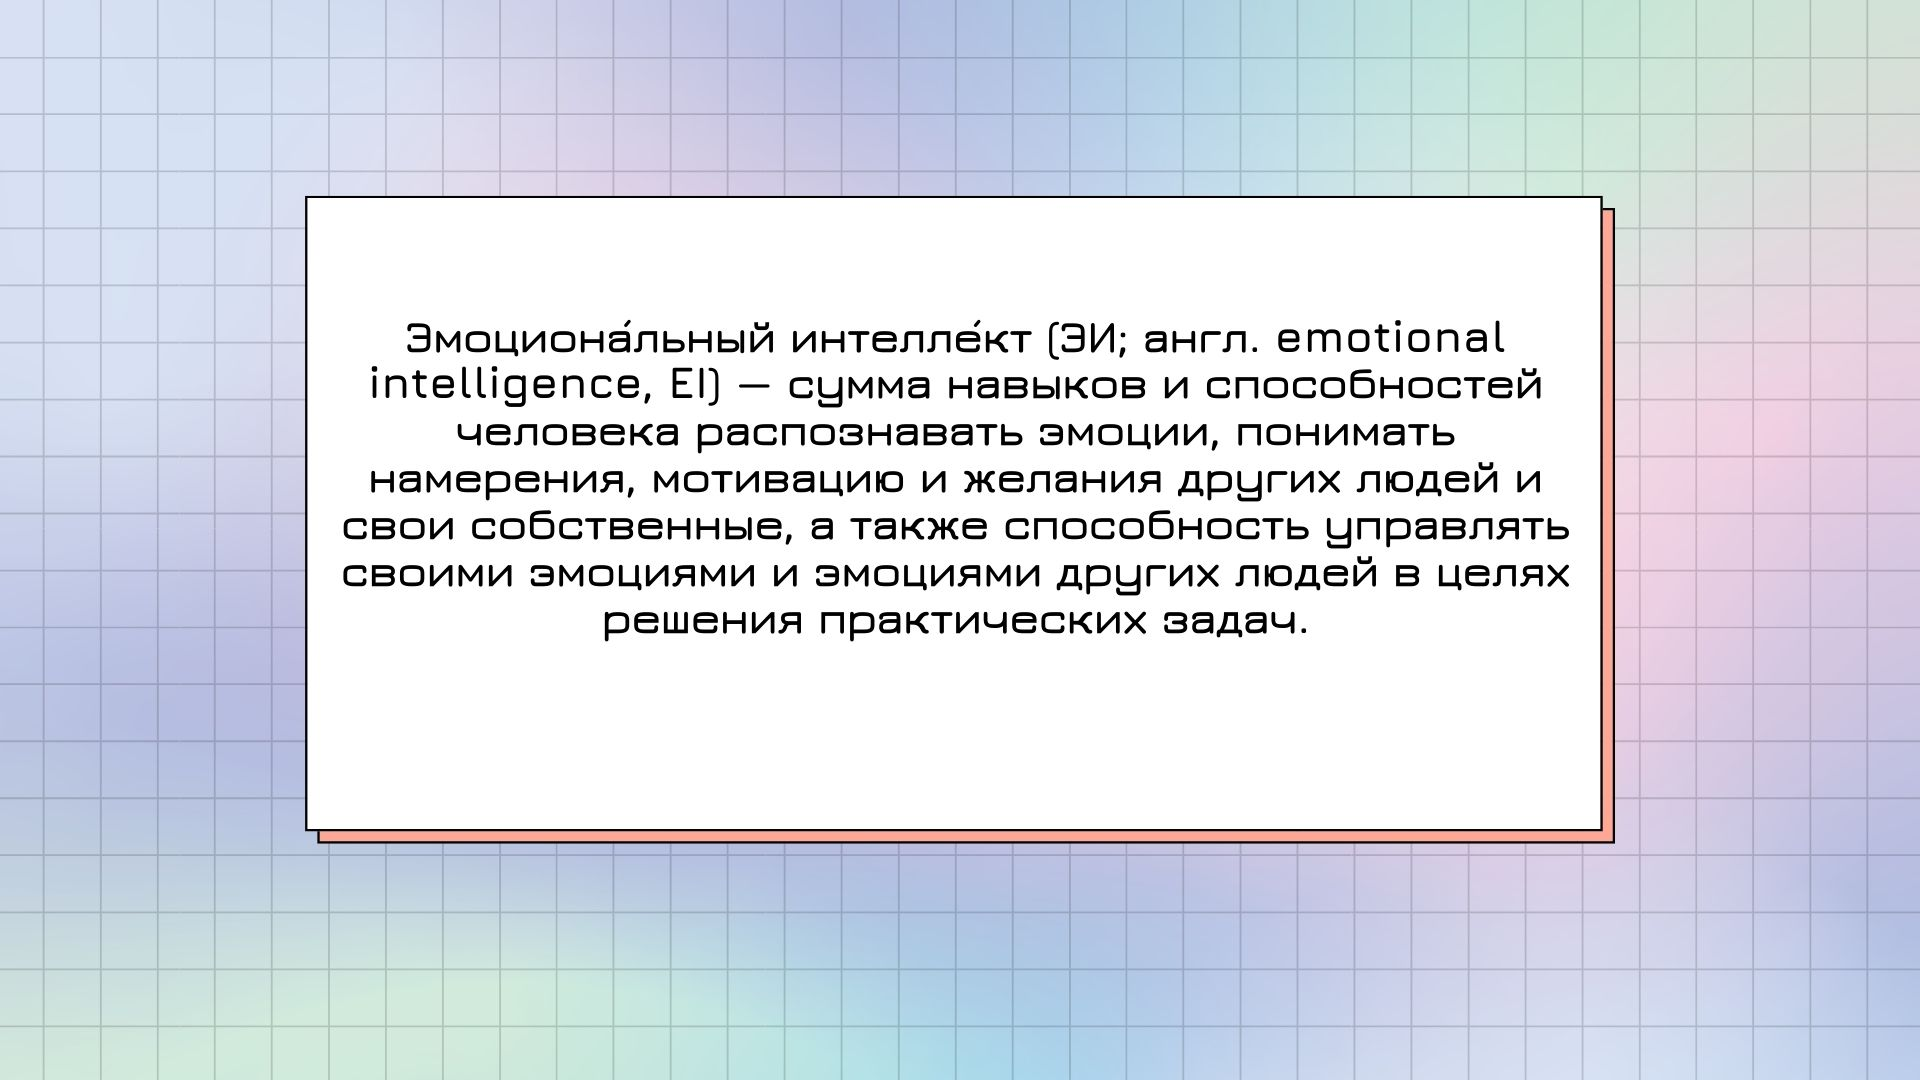 Эмоциона́льный интелле́кт (ЭИ; англ. emotional
intelligence, EI) — сумма навыков и способностей
человека распознавать эмоции, понимать
намерения, мотивацию и желания других людей и
свои собственные, а также способность управлять
своими эмоциями и эмоциями других людей в целях
решения практических задач.